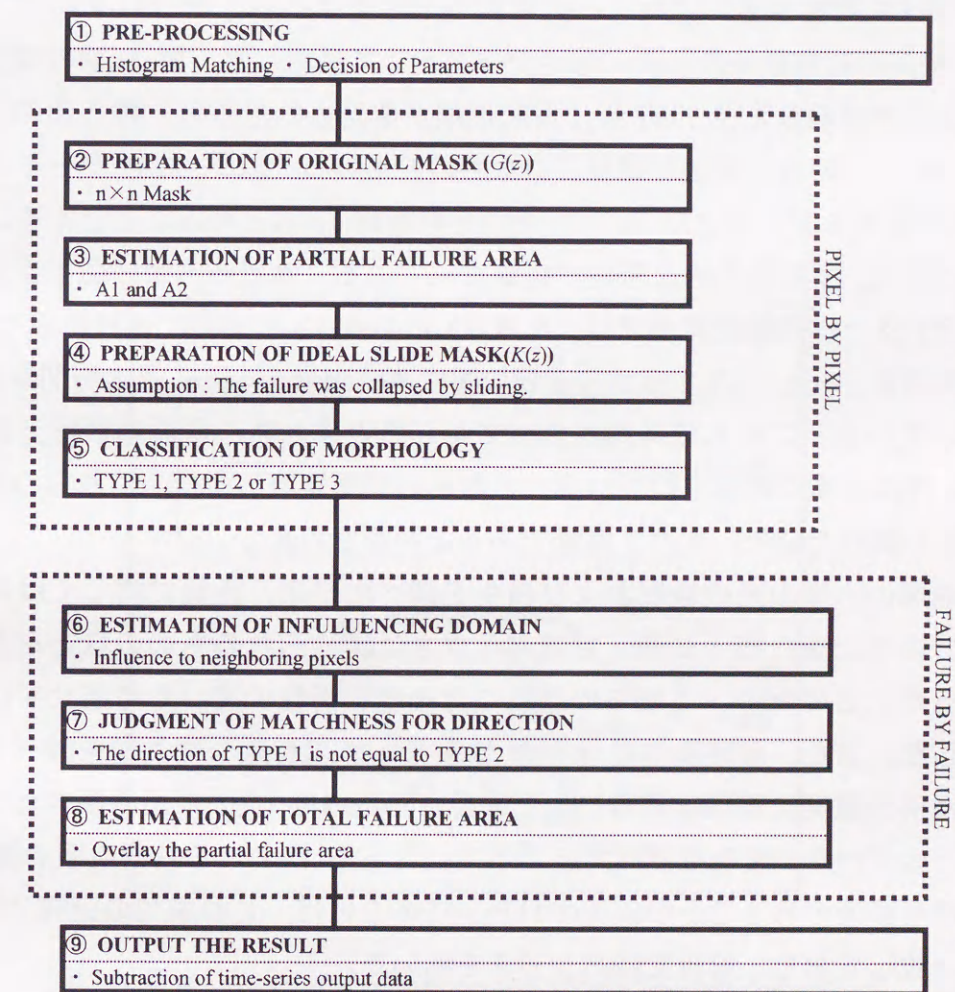 ① PRE-PROCESSING
・ Histogram Matching ・ Decision of Parameters
② PREPARATION OF ORIGINAL MASK (G(z))
・ n×n Mask
③ ESTIMATION OF PARTIAL FAILURE AREA
・ A1 and A2
④ PREPARATION OF IDEAL SLIDE MASK(K(z))
・ Assumption : The failure was collapsed by sliding.
⑤ CLASSIFICATION OF MORPHOLOGY
・ TYPE 1, TYPE 2 or TYPE 3
PIXEL BY PIXEL
⑥ ESTIMATION OF INFULUENCING DOMAIN
・ Influence to neighboring pixels
⑦ JUDGMENT OF MATCHNESS FOR DIRECTION
・ The direction of TYPE 1 is not equal to TYPE 2
⑧ ESTIMATION OF TOTAL FAILURE AREA
・ Overlay the partial failure area
FAILURE BY FAILURE
⑨ OUTPUT THE RESULT
・ Subtraction of time-series output data